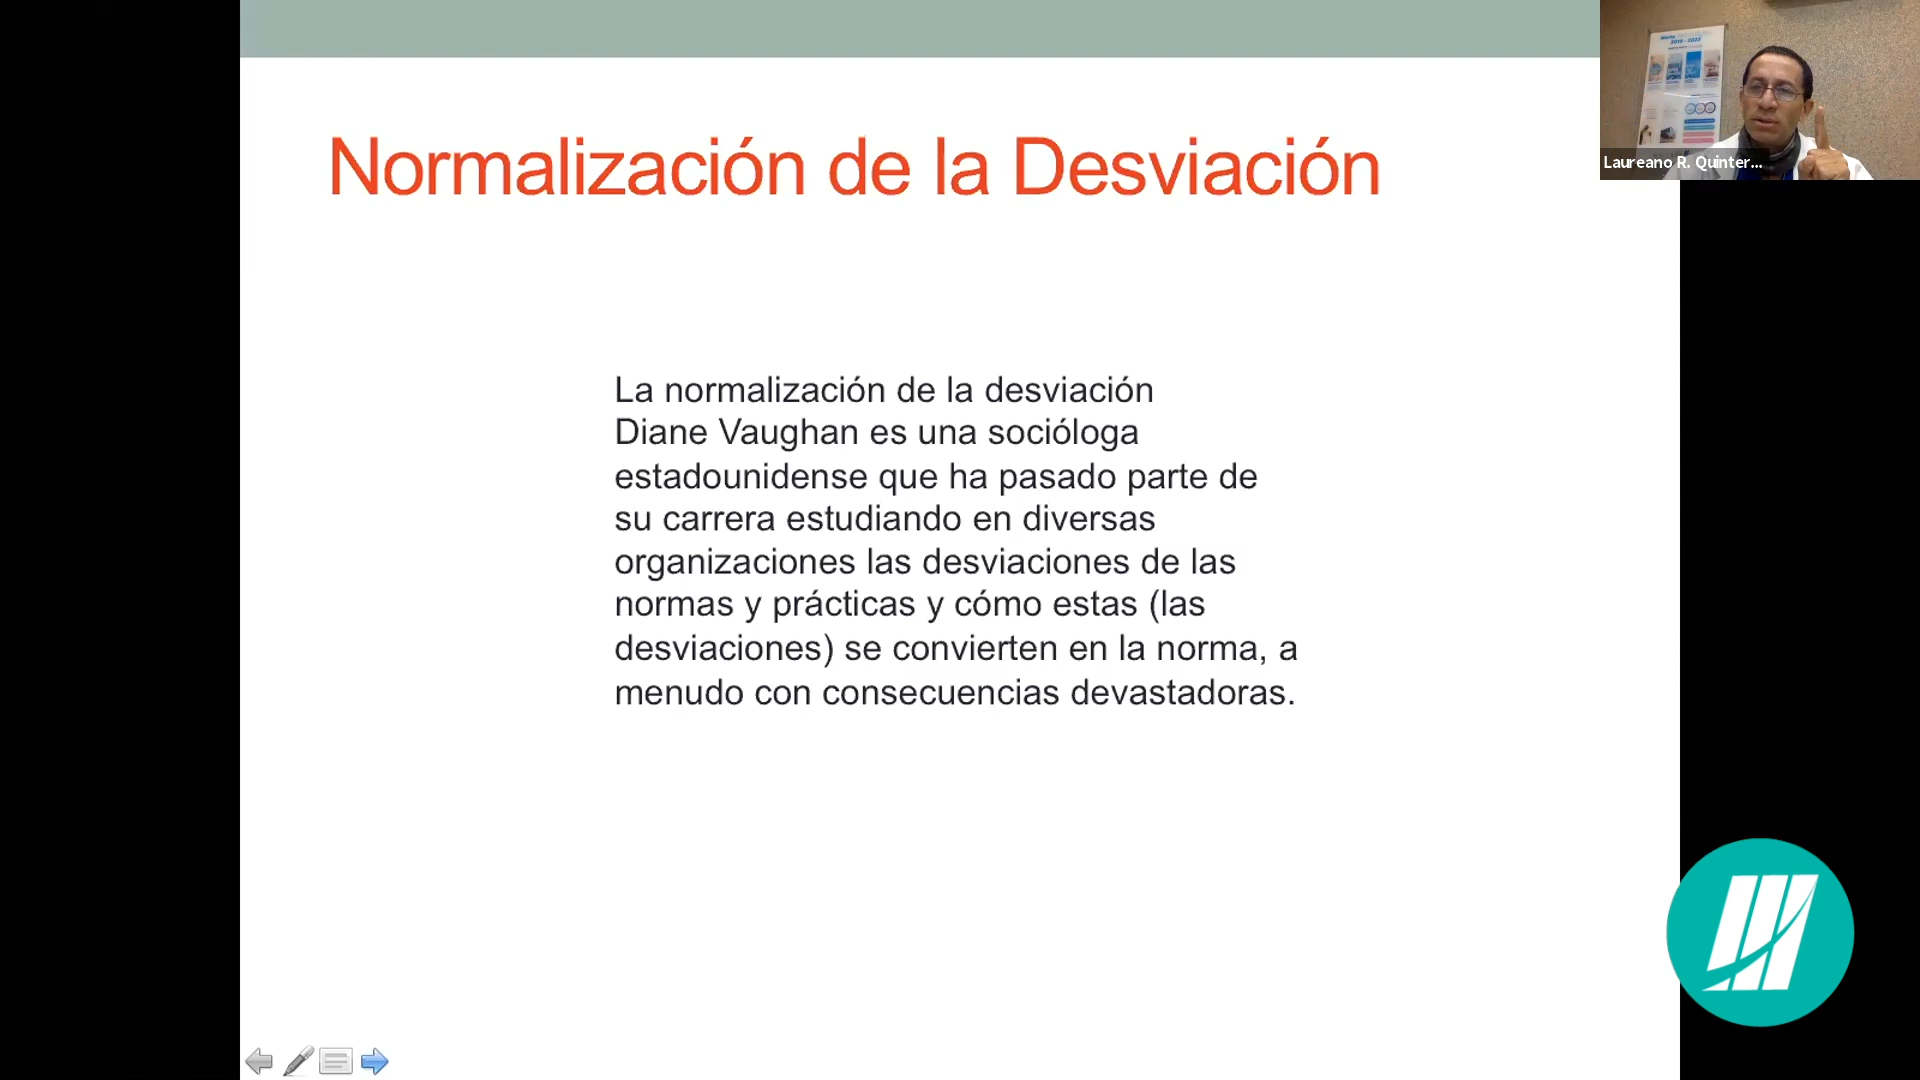 Normalización de la Desviación
La normalización de la desviación
Diane Vaughan es una socióloga
estadounidense que ha pasado parte de
su carrera estudiando en diversas
organizaciones las desviaciones de las
normas y prácticas y cómo estas (las
desviaciones) se convierten en la norma, a
menudo con consecuencias devastadoras.
Laureano R. Quinter...